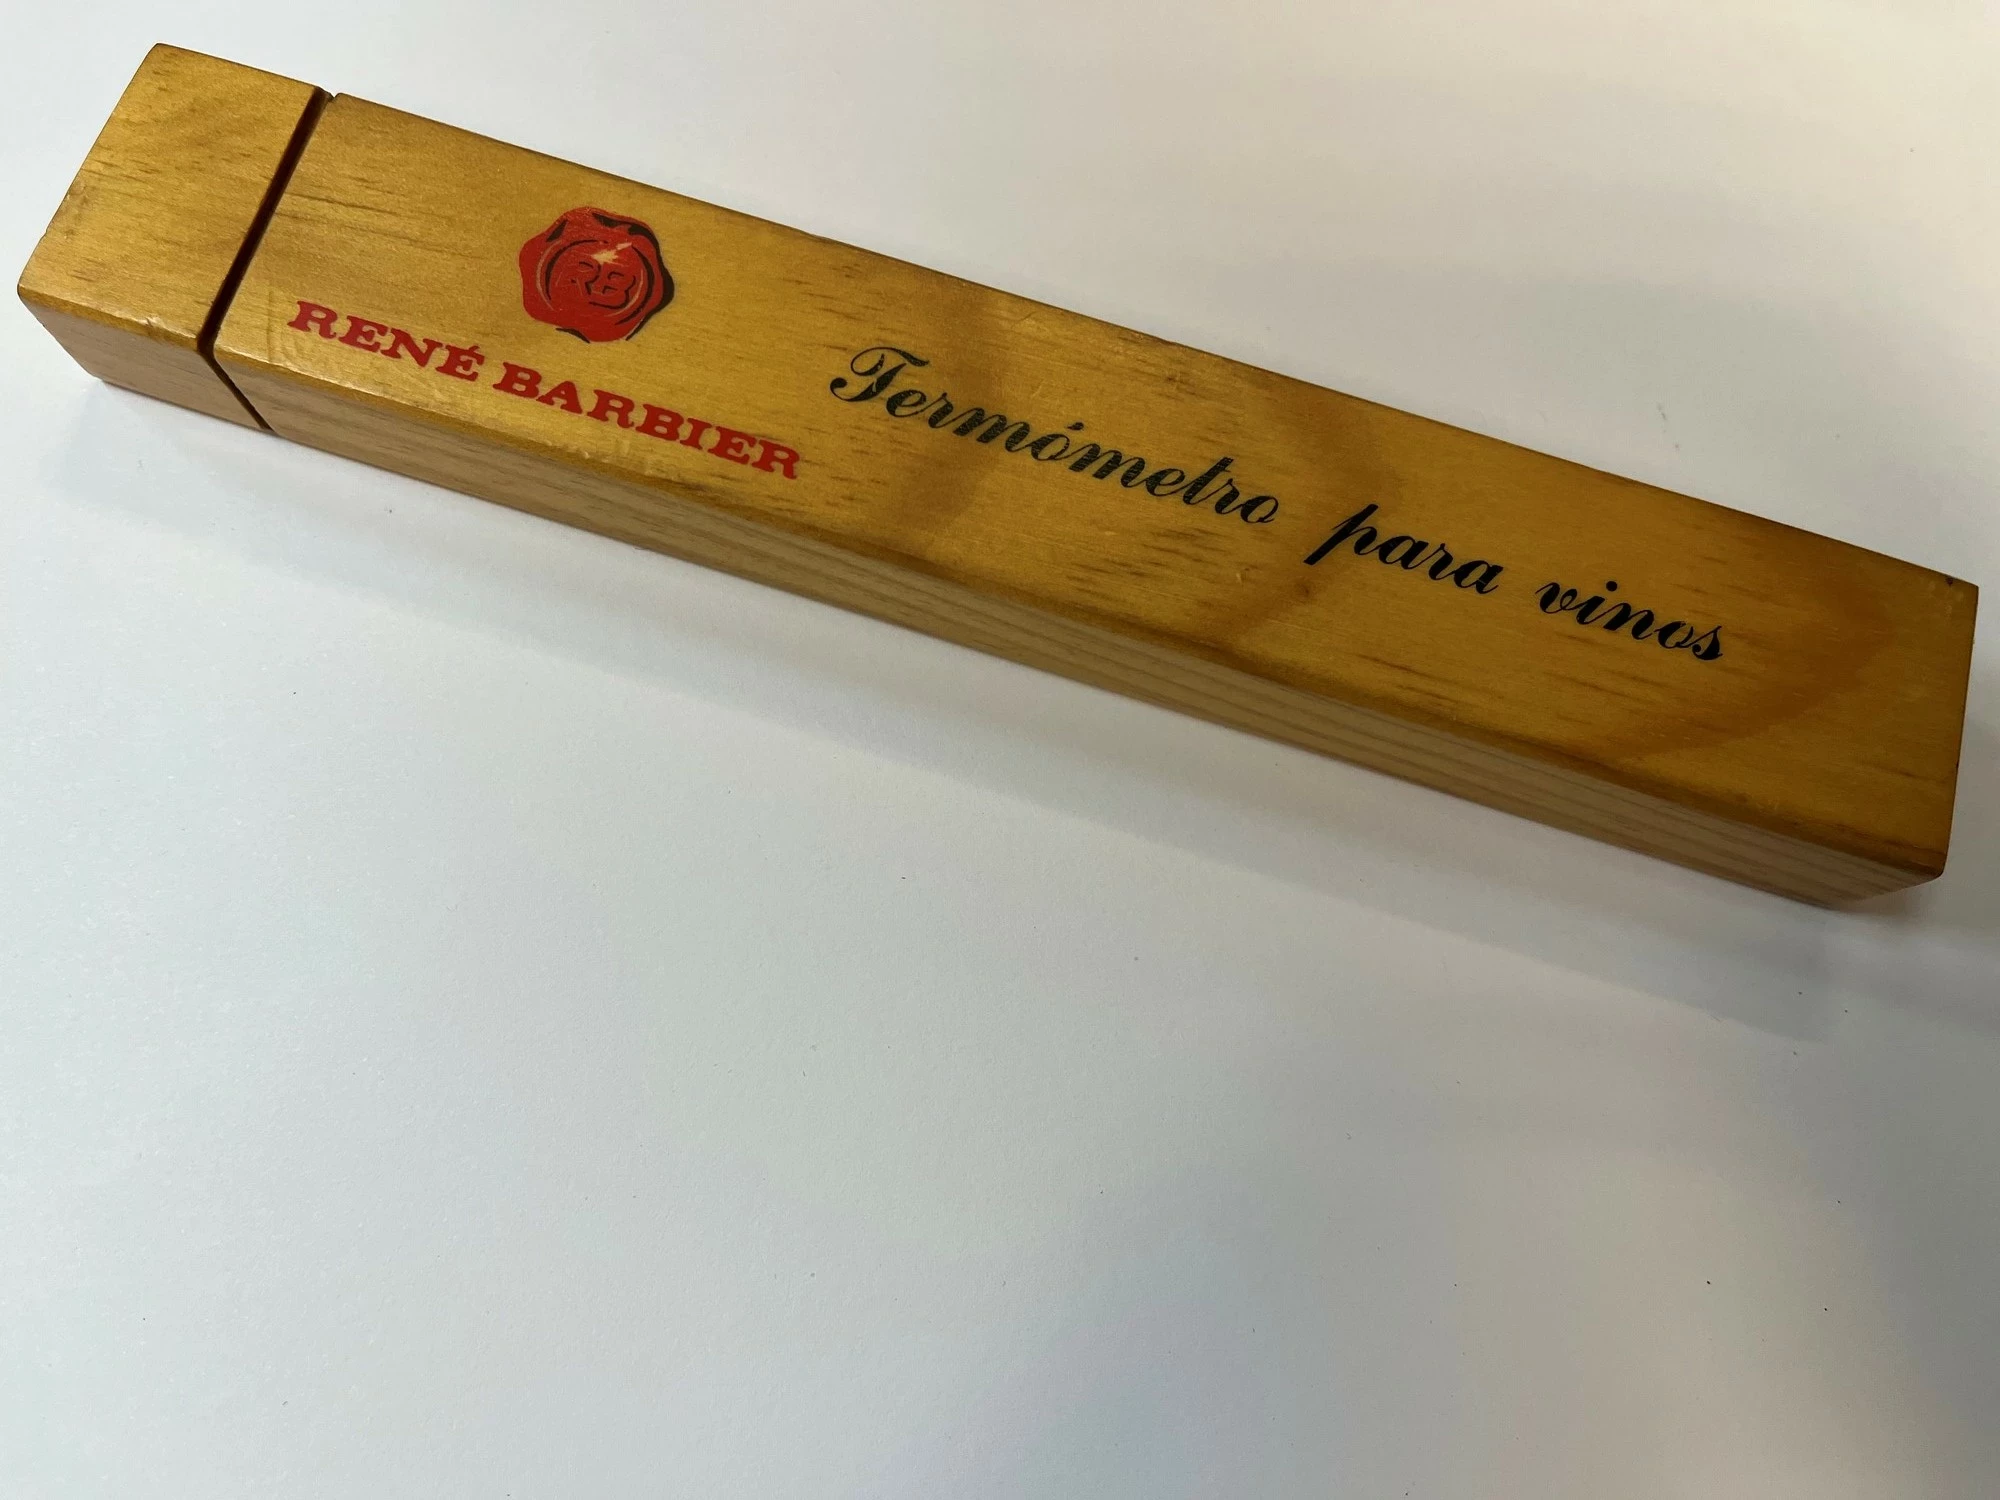 RB
RENÉ BARBIER
Termómetro para vinos